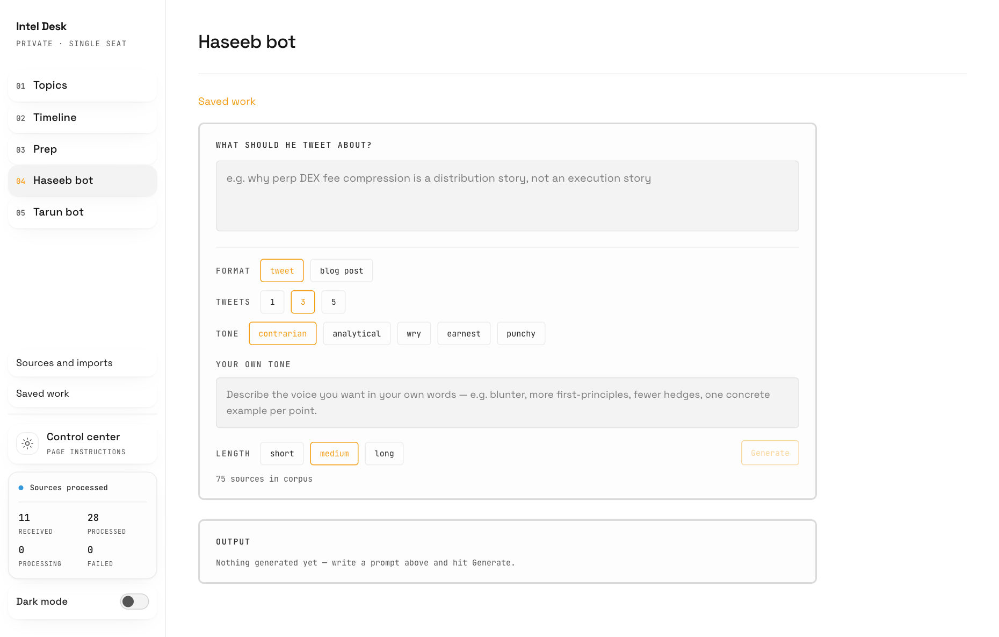 Intel Desk
PRIVATE · SINGLE SEAT
01 Topics
02 Timeline
03 Prep
04 Haseeb bot
05 Tarun bot
Sources and imports
Saved work
Control center
PAGE INSTRUCTIONS
Sources processed
11 28
RECEIVED PROCESSED
0 0
PROCESSING FAILED
Dark mode
Haseeb bot
Saved work
WHAT SHOULD HE TWEET ABOUT?
e.g. why perp DEX fee compression is a distribution story, not an execution story
FORMAT tweet blog post
TWEETS 1 3 5
TONE contrarian analytical wry earnest punchy
YOUR OWN TONE
Describe the voice you want in your own words — e.g. blunter, more first-principles, fewer hedges, one concrete
example per point.
LENGTH short medium long Generate
75 sources in corpus
OUTPUT
Nothing generated yet — write a prompt above and hit Generate.